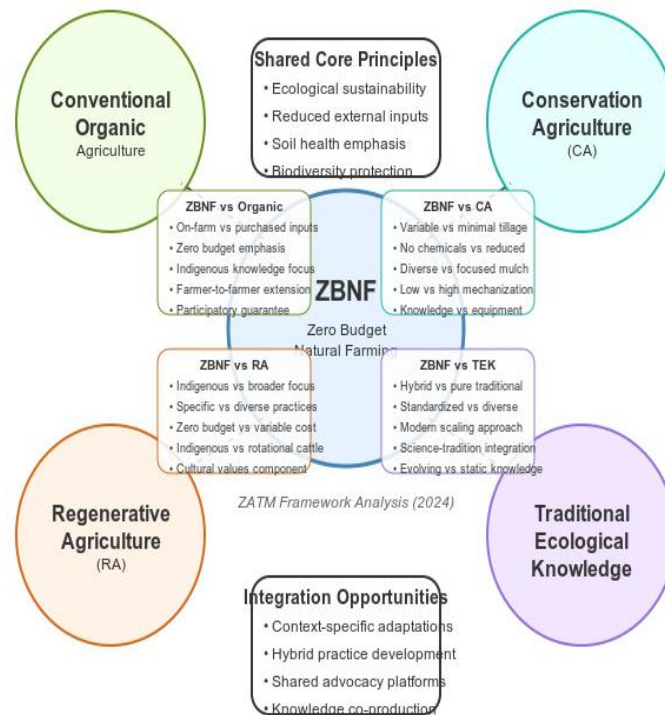 Conventional
Organic
Agriculture
Shared Core Principles
• Ecological sustainability
• Reduced external inputs
• Soil health emphasis
• Biodiversity protection
Conservation
Agriculture
(CA)
ZBNF vs Organic
• On-farm vs purchased inputs
• Zero budget emphasis
• Indigenous knowledge focus
• Farmer-to-farmer extension
• Participatory guarantee
ZBNF vs CA
• Variable vs minimal tillage
• No chemicals vs reduced
• Diverse vs focused mulch
• Low vs high mechanization
• Knowledge vs equipment
ZBNF
Zero Budget
Natural Farming
ZBNF vs RA
• Indigenous vs broader focus
• Specific vs diverse practices
• Zero budget vs variable cost
• Indigenous vs rotational cattle
• Cultural values component
ZBNF vs TEK
• Hybrid vs pure traditional
• Standardized vs diverse
• Modern scaling approach
• Science-tradition integration
• Evolving vs static knowledge
ZATM Framework Analysis (2024)
Regenerative
Agriculture
(RA)
Traditional
Ecological
Knowledge
Integration Opportunities
• Context-specific adaptations
• Hybrid practice development
• Shared advocacy platforms
• Knowledge co-production